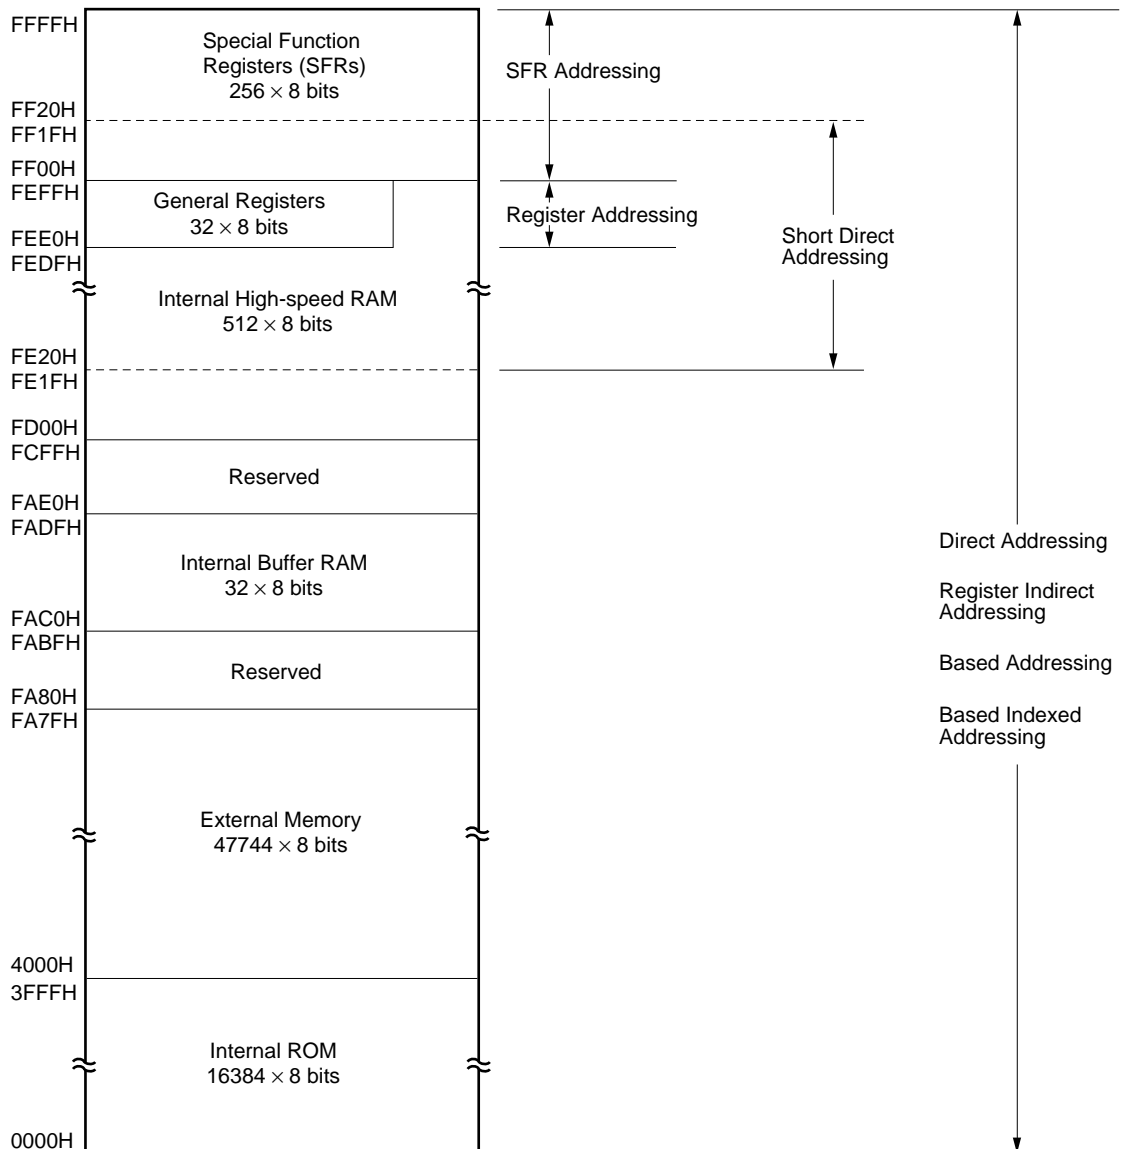 FFFFH
Special Function
Registers (SFRs)
256 × 8 bits
SFR Addressing
FF20H
FF1FH
FF00H
FEFFH
General Registers
32 × 8 bits
Register Addressing
Short Direct
Addressing
FEE0H
FEDFH
Internal High-speed RAM
512 × 8 bits
FE20H
FE1FH
FD00H
FCFFH
Reserved
FAE0H
FADFH
Internal Buffer RAM
32 × 8 bits
Direct Addressing
Register Indirect
Addressing
Based Addressing
Based Indexed
Addressing
FAC0H
FABFH
Reserved
FA80H
FA7FH
External Memory
47744 × 8 bits
4000H
3FFFH
Internal ROM
16384 × 8 bits
0000H